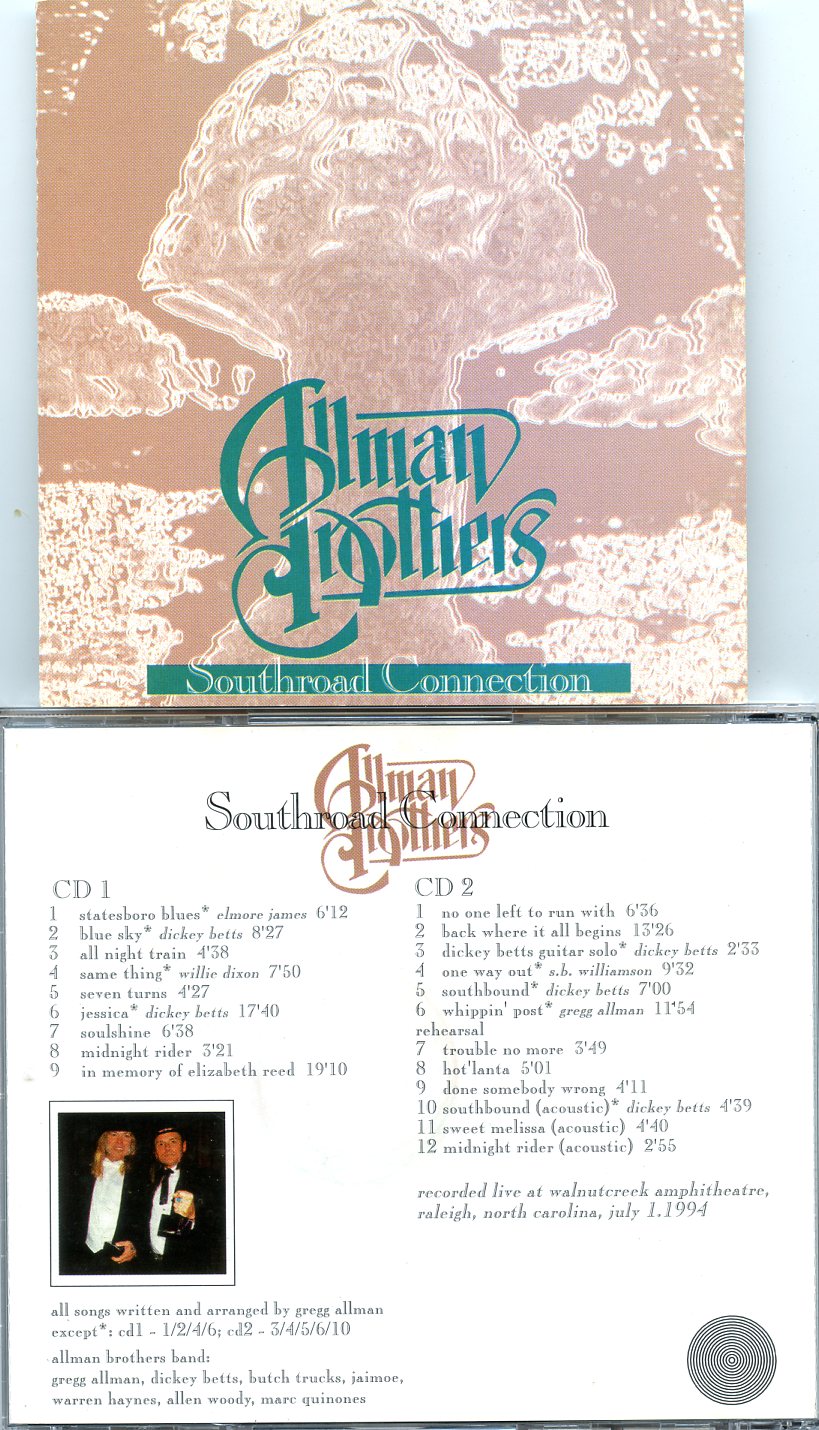 Allman
Brothers
Southroad Connection
Allman
Brothers
Southroad Connection
CD 1
1 statesboro blues* elmore james 6'12
2 blue sky* dickey betts 8'27
3 all night train 4'38
4 same thing* willie dixon 7'50
5 seven turns 4'27
6 jessica* dickey betts 17'40
7 soulshine 6'38
8 midnight rider 3'21
9 in memory of elizabeth reed 19'10
CD 2
1 no one left to run with 6'36
2 back where it all begins 13'26
3 dickey betts guitar solo* dickey betts 2'33
4 one way out* s.b. williamson 9'32
5 southbound* dickey betts 7'00
6 whippin' post* gregg allman 11'54
rehearsal
7 trouble no more 3'49
8 hot'lanta 5'01
9 done somebody wrong 4'11
10 southbound (acoustic)* dickey betts 4'39
11 sweet melissa (acoustic) 4'40
12 midnight rider (acoustic) 2'55
recorded live at walnutcreek amphitheatre,
raleigh, north carolina, july 1.1994
all songs written and arranged by gregg allman
except*: cd1 - 1/2/4/6; cd2 - 3/4/5/6/10
allman brothers band:
gregg allman, dickey betts, butch trucks, jaimoe,
warren haynes, allen woody, marc quinones